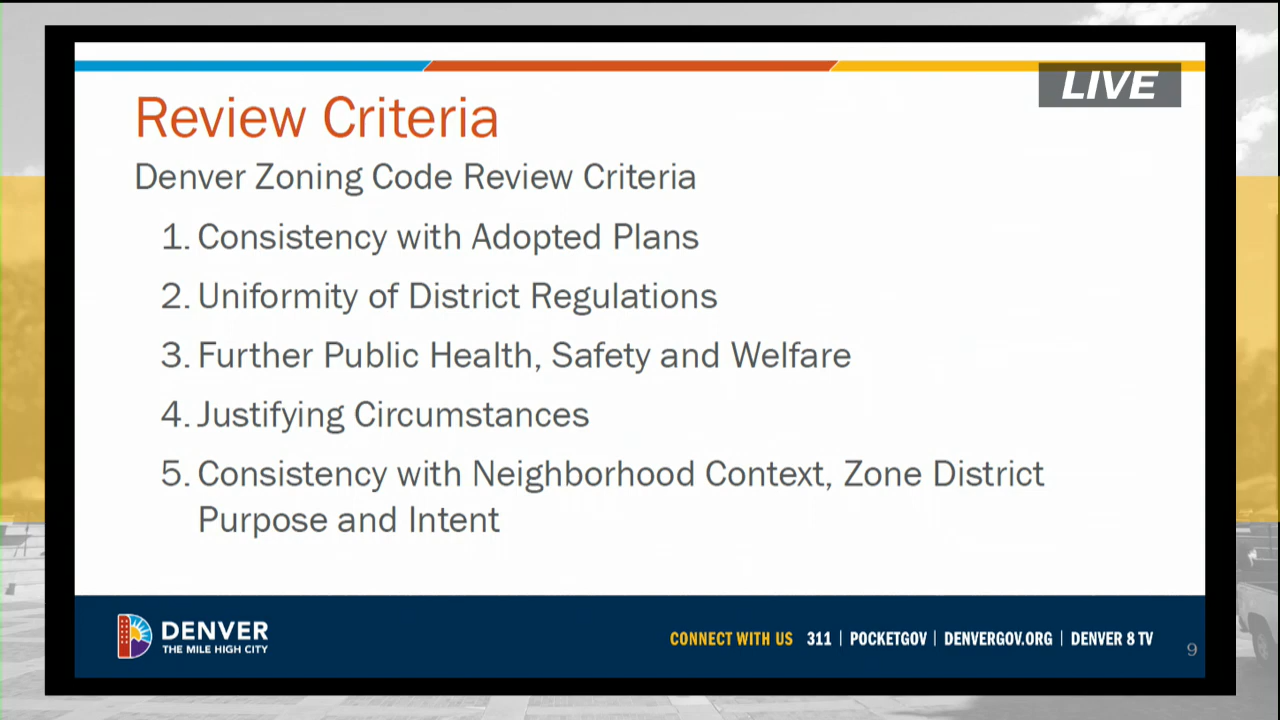 LIVE
Review Criteria
Denver Zoning Code Review Criteria
1. Consistency with Adopted Plans
2. Uniformity of District Regulations
3. Further Public Health, Safety and Welfare
4. Justifying Circumstances
5. Consistency with Neighborhood Context, Zone District
Purpose and Intent
DENVER
THE MILE HIGH CITY
CONNECT WITH US 311 | POCKETGOV | DENVERGOV.ORG | DENVER 8 TV
9